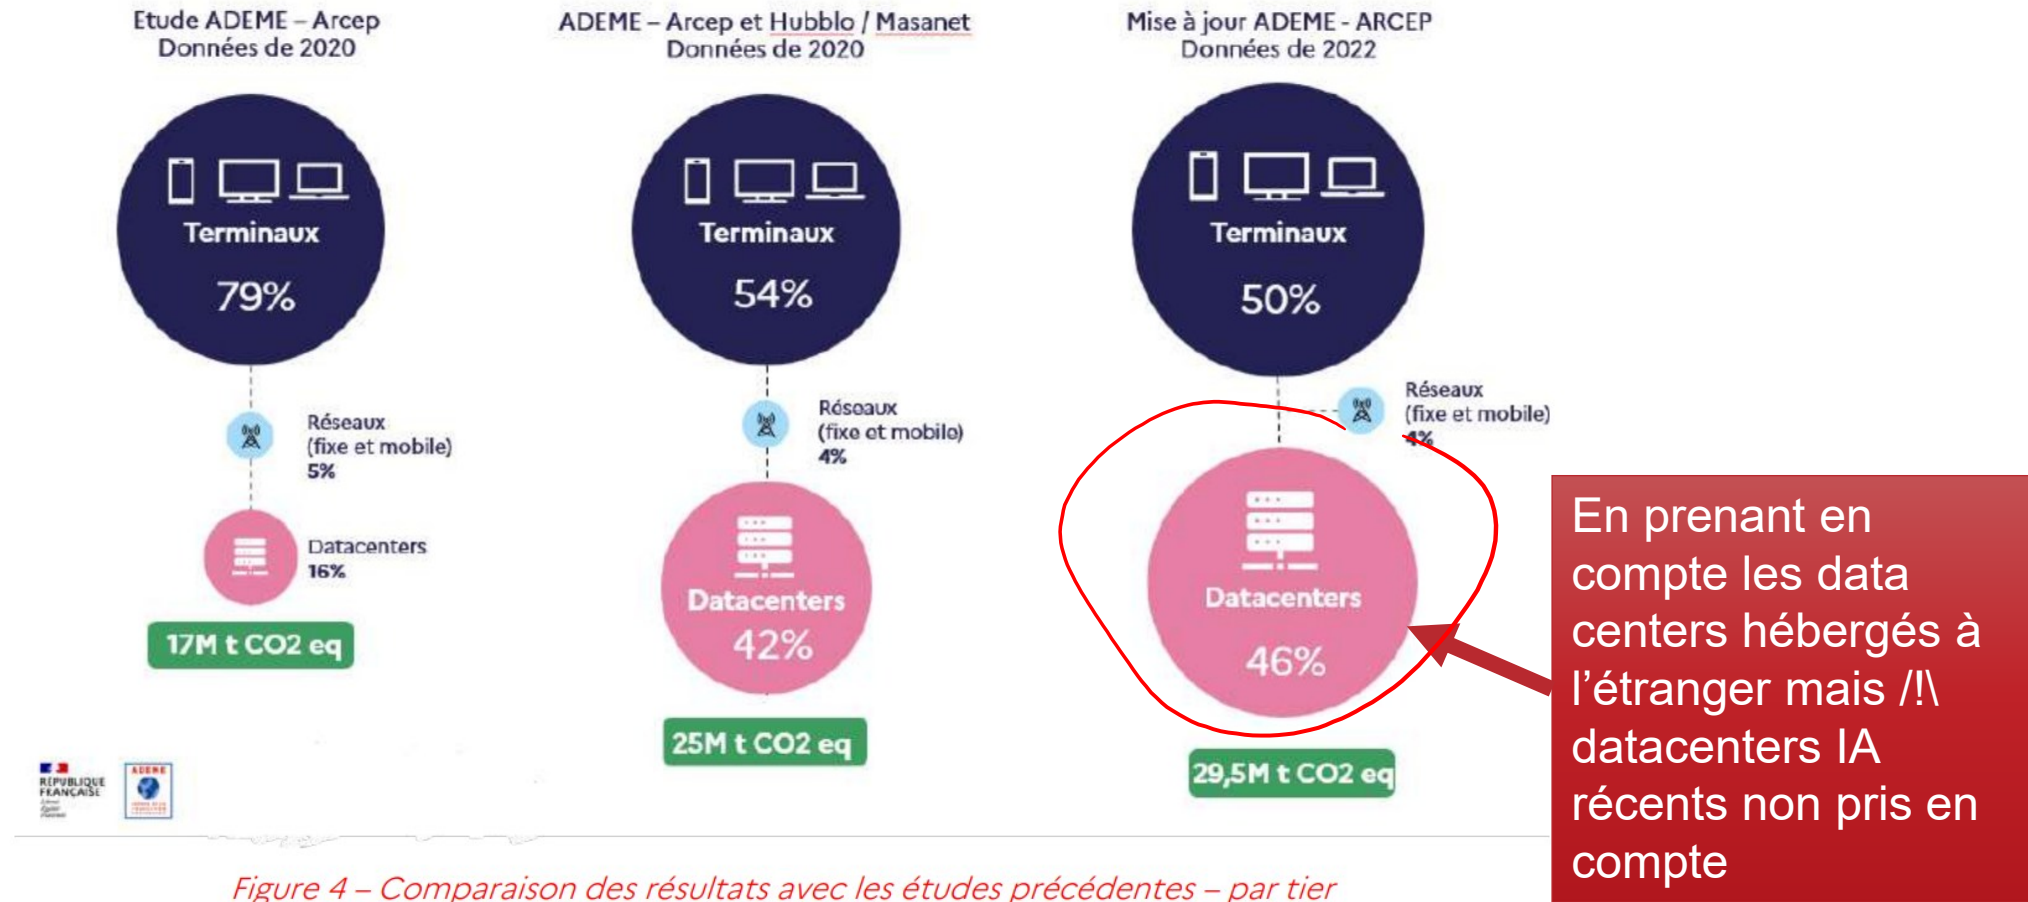 Etude ADEME – Arcep
Données de 2020
Terminaux
79%
Réseaux
(fixe et mobile)
5%
Datacenters
16%
17M t CO2 eq
ADEME – Arcep et Hubblo / Masanet
Données de 2020
Terminaux
54%
Réseaux
(fixe et mobile)
4%
Datacenters
42%
25M t CO2 eq
Mise à jour ADEME - ARCEP
Données de 2022
Terminaux
50%
Réseaux
(fixe et mobile)
4%
Datacenters
46%
29,5M t CO2 eq
En prenant en
compte les data
centers hébergés à
l’étranger mais /!\
datacenters IA
récents non pris en
compte
RÉPUBLIQUE
FRANÇAISE
ADEME
Figure 4 – Comparaison des résultats avec les études précédentes – par tier